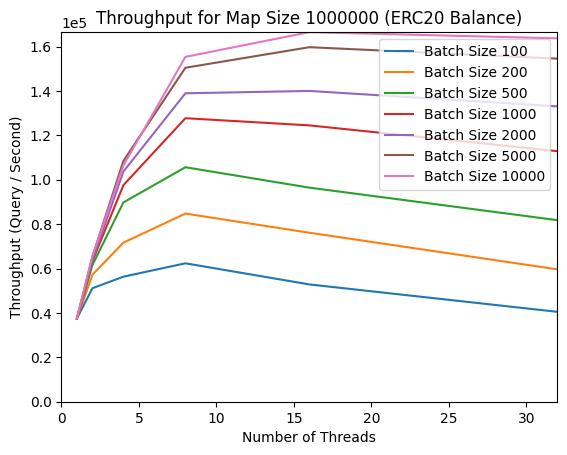 Throughput for Map Size 1000000 (ERC20 Balance)
1e5
1.6
1.4
1.2
1.0
0.8
0.6
0.4
0.2
0.0
Throughput (Query / Second)
Batch Size 100
Batch Size 200
Batch Size 500
Batch Size 1000
Batch Size 2000
Batch Size 5000
Batch Size 10000
0 5 10 15 20 25 30
Number of Threads